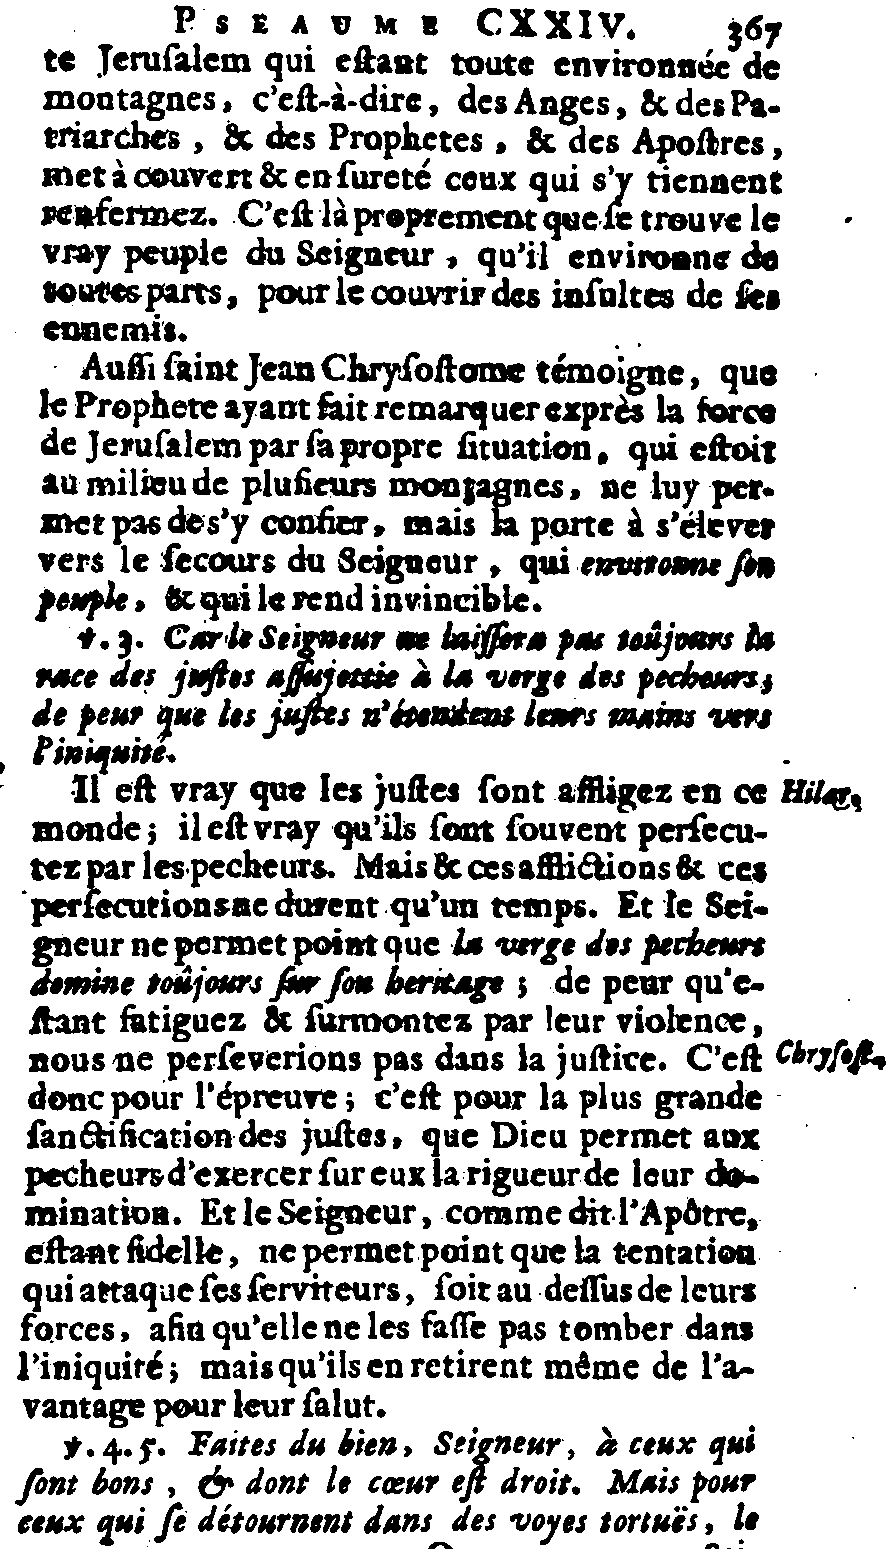 PSEAUME CXXIV. 367
te Jeruſalem qui eſtant toute environnée de
montagnes, c'eſt-à-dire, des Anges, & des Pa-
triarches, & des Prophetes, & des Apoſtres,
met à couvert & en ſureté ceux qui s'y tiennent
renfermez. C'eſt là proprement que ſe trouve le
vray peuple du Seigneur, qu'il environne de
toutes parts, pour le couvrir des inſultes de ſes
ennemis.
Auſſi ſaint Jean Chryſoſtome témoigne, que
le Prophete ayant fait remarquer exprès la force
de Jeruſalem par ſa propre ſituation, qui eſtoit
au milieu de pluſieurs montagnes, ne luy per-
met pas de s'y confier, mais la porte à s'élever
vers le ſecours du Seigneur, qui environne ſon
peuple, & qui le rend invincible.
℣. 3. Car le Seigneur ne laiſſera pas toûjours la
race des juſtes aſſujettie à la verge des pecheurs;
de peur que les juſtes n'étendent leurs mains vers
l'iniquité.
Il eſt vray que les juſtes ſont affligez en ce Hilar.
monde; il eſt vray qu'ils ſont ſouvent perſecu-
tez par les pecheurs. Mais & ces afflictions & ces
perſecutions ne durent qu'un temps. Et le Sei-
gneur ne permet point que la verge des pecheurs
domine toûjours ſur ſon heritage; de peur qu'e-
ſtant fatiguez & ſurmontez par leur violence,
nous ne perſeverions pas dans la juſtice. C'eſt Chryſoſt.
donc pour l'épreuve; c'eſt pour la plus grande
ſanctification des juſtes, que Dieu permet aux
pecheurs d'exercer ſur eux la rigueur de leur do-
mination. Et le Seigneur, comme dit l'Apôtre,
eſtant fidelle, ne permet point que la tentation
qui attaque ſes ſerviteurs, ſoit au deſſus de leurs
forces, afin qu'elle ne les faſſe pas tomber dans
l'iniquité; mais qu'ils en retirent même de l'a-
vantage pour leur ſalut.
℣. 4. 5. Faites du bien, Seigneur, à ceux qui
ſont bons, & dont le cœur eſt droit. Mais pour
ceux qui ſe détournent dans des voyes tortuës, le